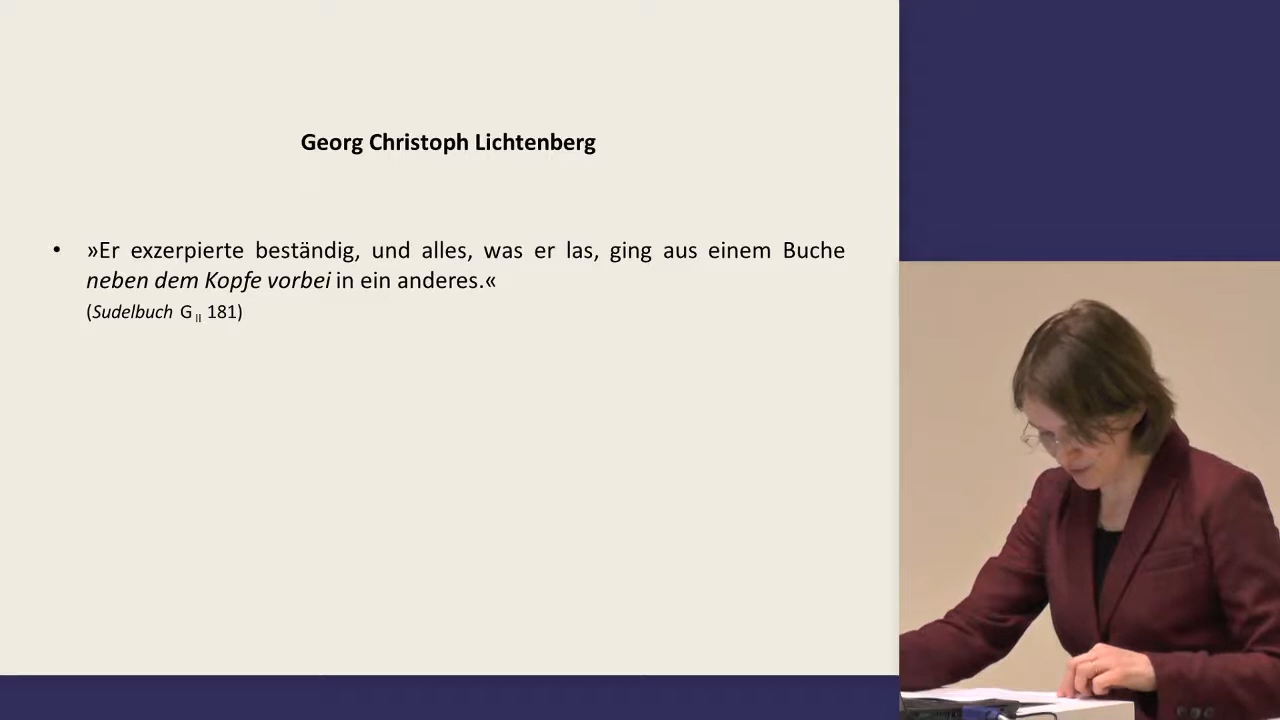 Georg Christoph Lichtenberg
• »Er exzerpierte beständig, und alles, was er las, ging aus einem Buche
neben dem Kopfe vorbei in ein anderes.«
(Sudelbuch G II 181)